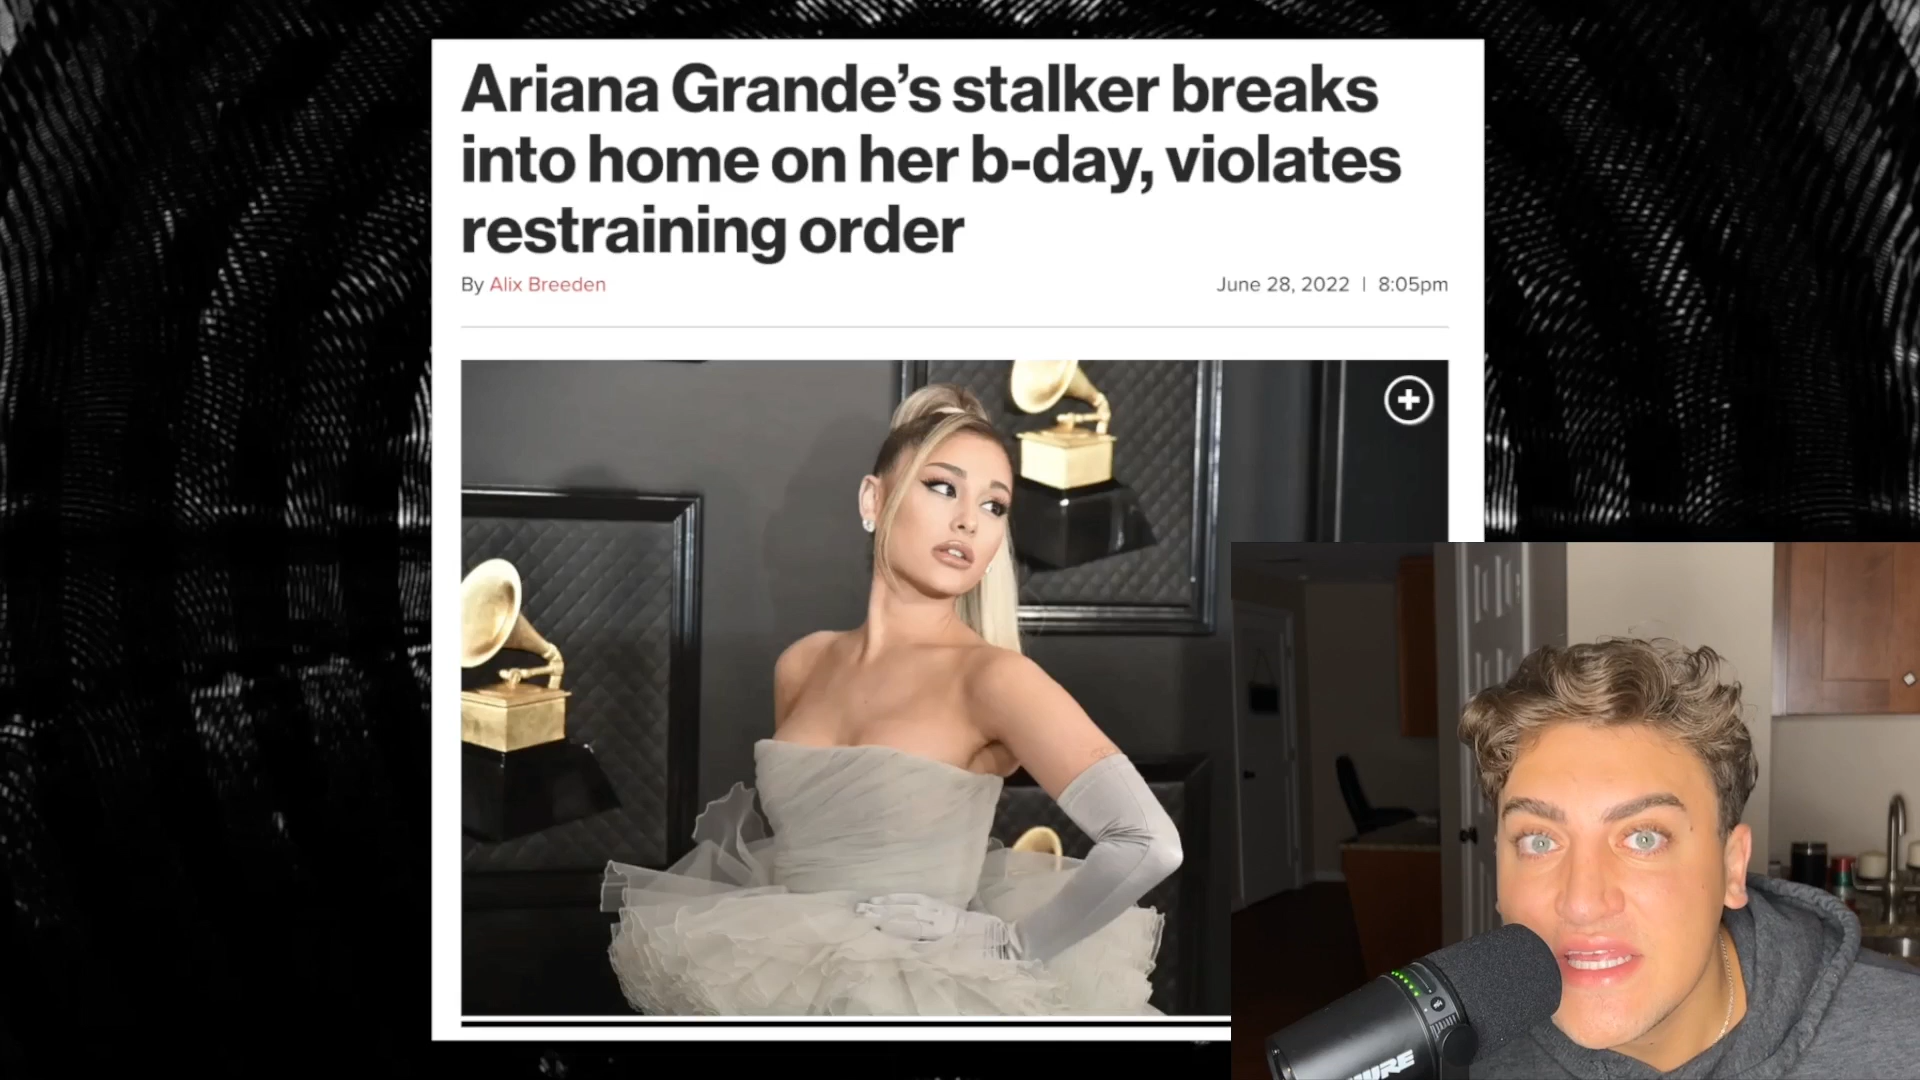 Ariana Grande’s stalker breaks
into home on her b-day, violates
restraining order
By Alix Breeden
June 28, 2022 | 8:05pm